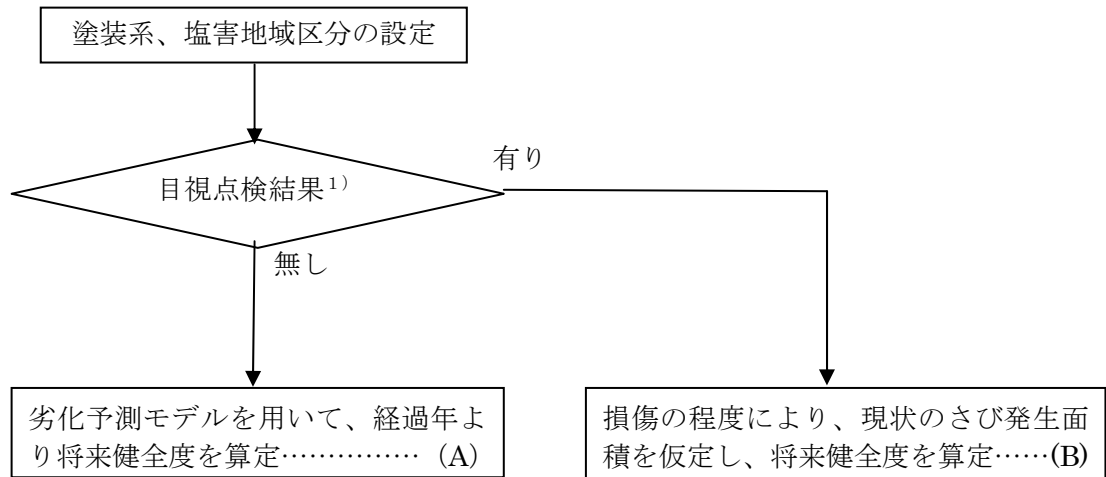 塗装系、塩害地域区分の設定
目視点検結果¹⁾
有り
無し
劣化予測モデルを用いて、経過年よ
り将来健全度を算定…………… (A)
損傷の程度により、現状のさび発生面
積を仮定し、将来健全度を算定……(B)